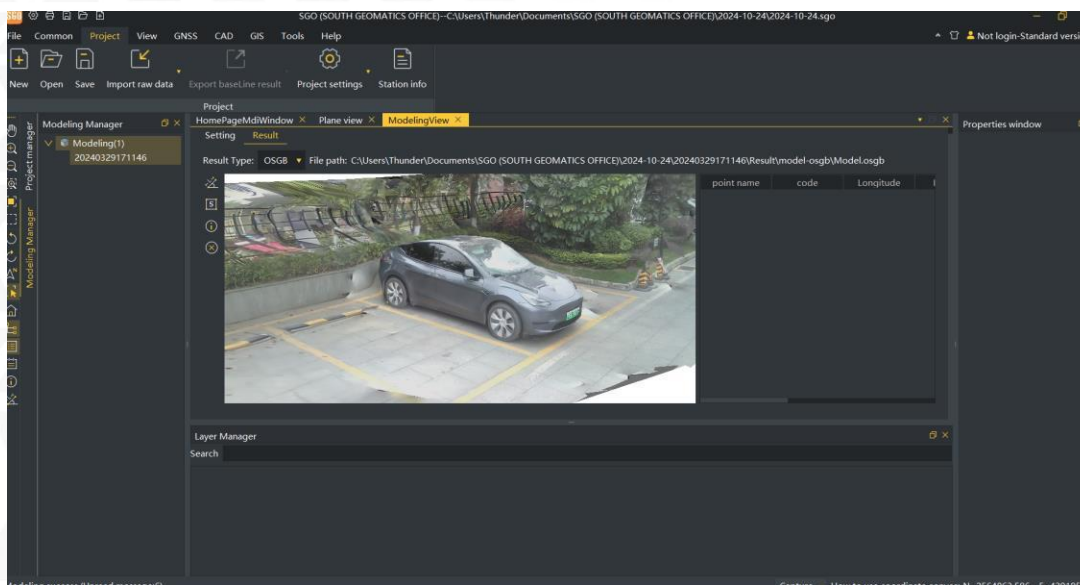 SGO SGO (SOUTH GEOMATICS OFFICE)--C:\Users\Thunder\Documents\SGO (SOUTH GEOMATICS OFFICE)\2024-10-24\2024-10-24.sgo
File Common Project View GNSS CAD GIS Tools Help Not login-Standard versi
New Open Save Import raw data Export baseLine result Project settings Station info
Project
Project manager
Modeling Manager
Modeling Manager
Modeling(1)
20240329171146
HomePageMdiWindow Plane view ModelingView
Setting Result
Result Type: OSGB File path: C:\Users\Thunder\Documents\SGO (SOUTH GEOMATICS OFFICE)\2024-10-24\20240329171146\Result\model-osgb\Model.osgb
point name code Longitude
Properties window
Layer Manager
Search